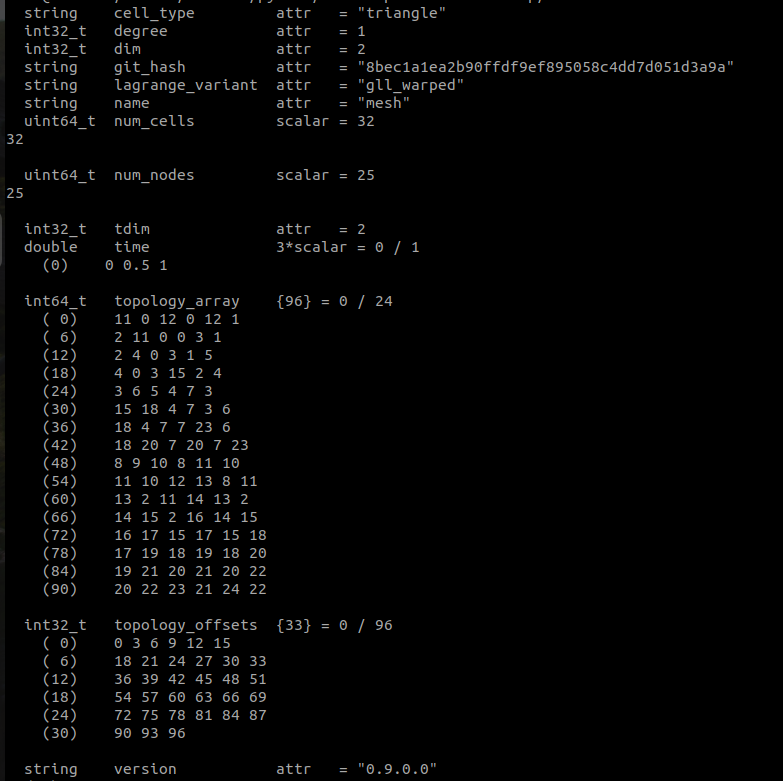 string    cell_type         attr   = "triangle"
int32_t   degree            attr   = 1
int32_t   dim               attr   = 2
string    git_hash          attr   = "8bec1a1ea2b90ffdf9ef895058c4dd7d051d3a9a"
string    lagrange_variant  attr   = "gll_warped"
string    name              attr   = "mesh"
uint64_t  num_cells         scalar = 32
32
uint64_t  num_nodes         scalar = 25
25
int32_t   tdim              attr   = 2
double    time              3*scalar = 0 / 1
(0)    0 0.5 1
int64_t   topology_array    {96} = 0 / 24
( 0)    11 0 12 0 12 1
( 6)    2 11 0 0 3 1
(12)    2 4 0 3 1 5
(18)    4 0 3 15 2 4
(24)    3 6 5 4 7 3
(30)    15 18 4 7 3 6
(36)    18 4 7 7 23 6
(42)    18 20 7 20 7 23
(48)    8 9 10 8 11 10
(54)    11 10 12 13 8 11
(60)    13 2 11 14 13 2
(66)    14 15 2 16 14 15
(72)    16 17 15 17 15 18
(78)    17 19 18 19 18 20
(84)    19 21 20 21 20 22
(90)    20 22 23 21 24 22
int32_t   topology_offsets  {33} = 0 / 96
( 0)    0 3 6 9 12 15
( 6)    18 21 24 27 30 33
(12)    36 39 42 45 48 51
(18)    54 57 60 63 66 69
(24)    72 75 78 81 84 87
(30)    90 93 96
string    version           attr   = "0.9.0.0"